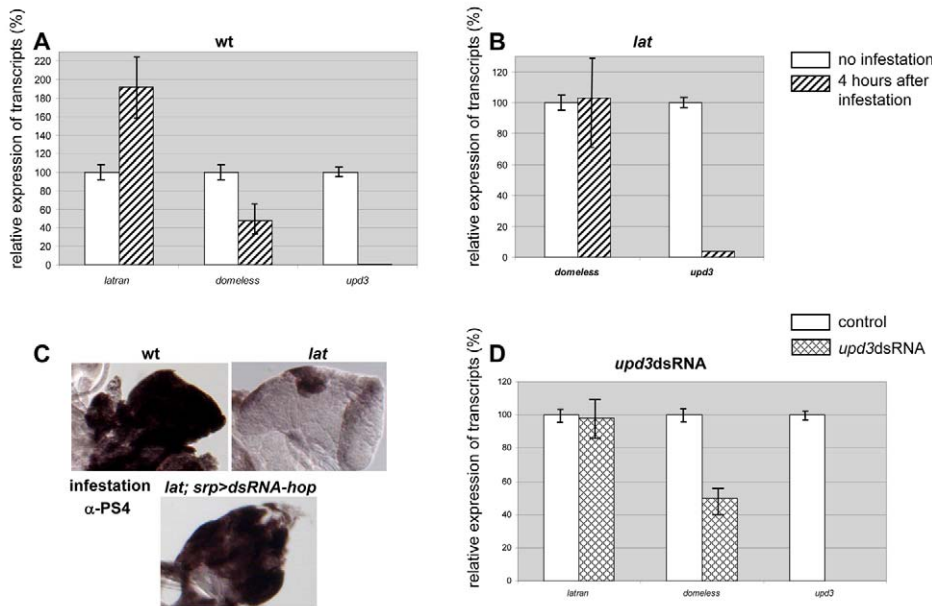 A
wt
relative expression of transcripts (%)
220
200
180
160
140
120
100
80
60
40
20
0
latran
domeless
upd3
B
lat
relative expression of transcripts (%)
120
100
80
60
40
20
0
domeless
upd3
no infestation
4 hours after
infestation
C
wt
lat
infestation
α-PS4
lat; srp>dsRNA-hop
D
control
upd3dsRNA
upd3dsRNA
relative expression of transcripts (%)
120
100
80
60
40
20
0
latran
domeless
upd3